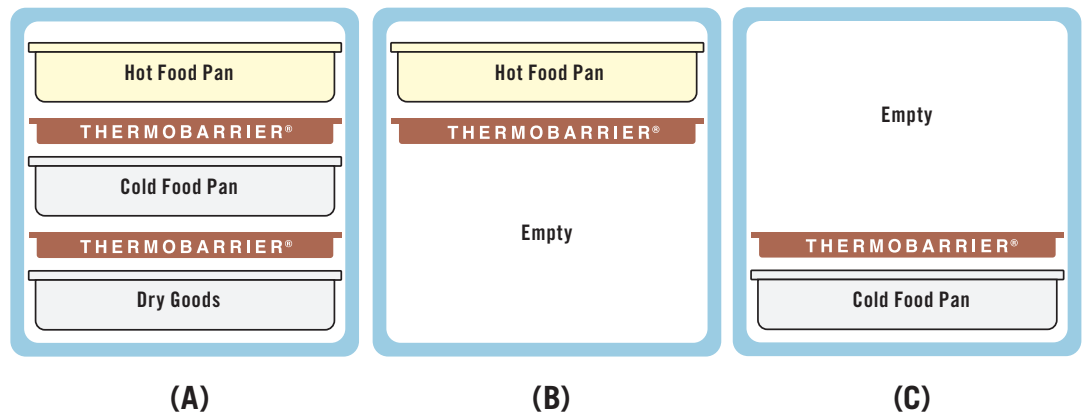 Hot Food Pan
THERMOBARRIER®
Cold Food Pan
THERMOBARRIER®
Dry Goods
(A)
Hot Food Pan
THERMOBARRIER®
Empty
(B)
Empty
THERMOBARRIER®
Cold Food Pan
(C)